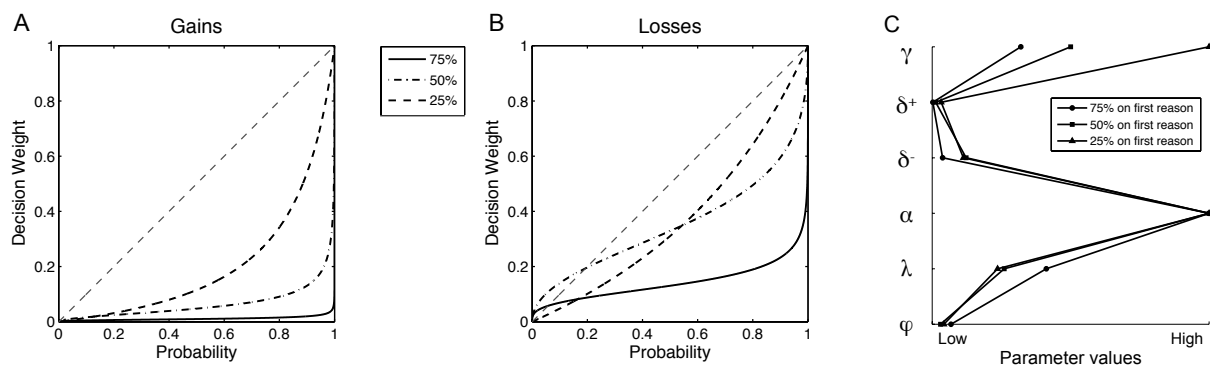 A
Gains
Decision Weight
1
0.8
0.6
0.4
0.2
0
0
0.2
0.4
0.6
0.8
1
Probability
75%
50%
25%
B
Losses
Decision Weight
1
0.8
0.6
0.4
0.2
0
0
0.2
0.4
0.6
0.8
1
Probability
C
γ
δ+
δ-
α
λ
φ
75% on first reason
50% on first reason
25% on first reason
Low
High
Parameter values